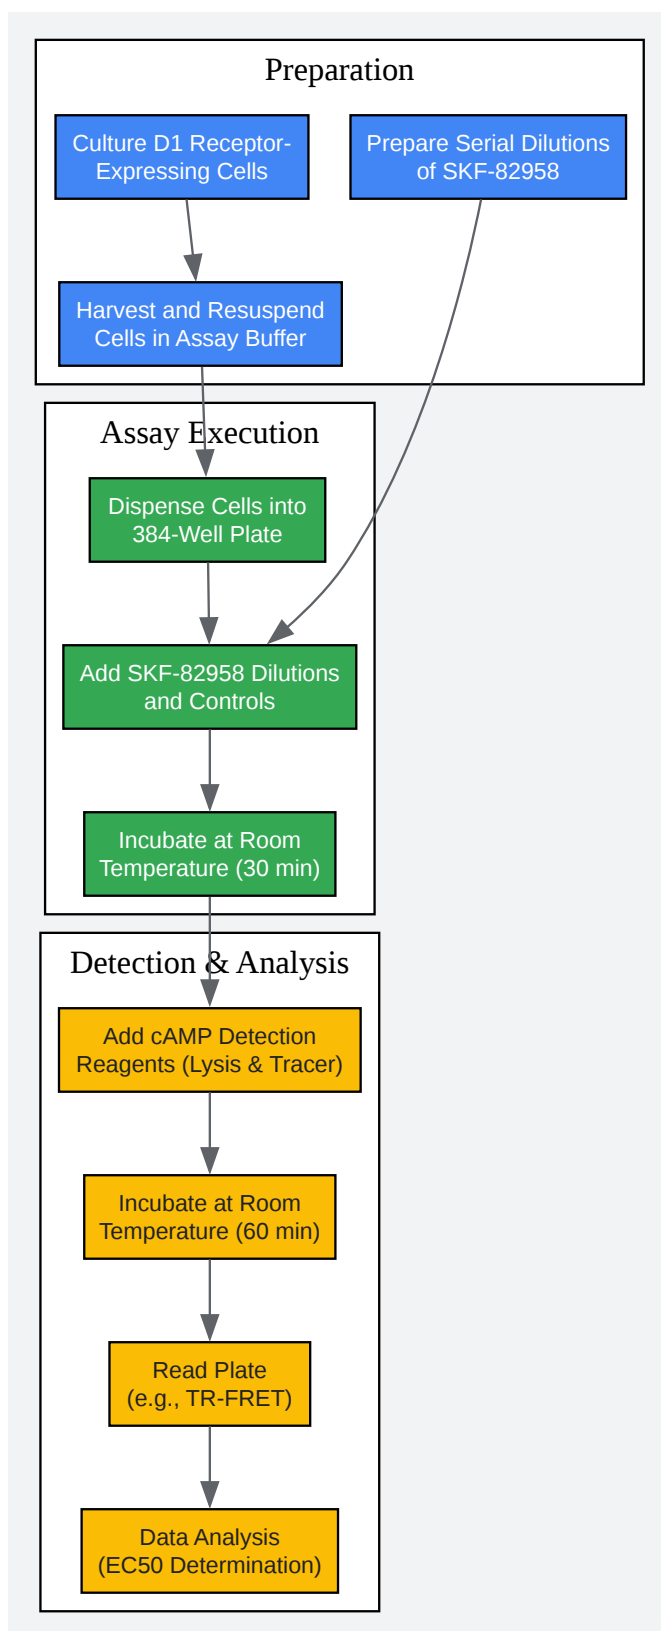 Preparation
Culture D1 Receptor-
Expressing Cells
Prepare Serial Dilutions
of SKF-82958
Harvest and Resuspend
Cells in Assay Buffer
Assay Execution
Dispense Cells into
384-Well Plate
Add SKF-82958 Dilutions
and Controls
Incubate at Room
Temperature (30 min)
Detection & Analysis
Add cAMP Detection
Reagents (Lysis & Tracer)
Incubate at Room
Temperature (60 min)
Read Plate
(e.g., TR-FRET)
Data Analysis
(EC50 Determination)